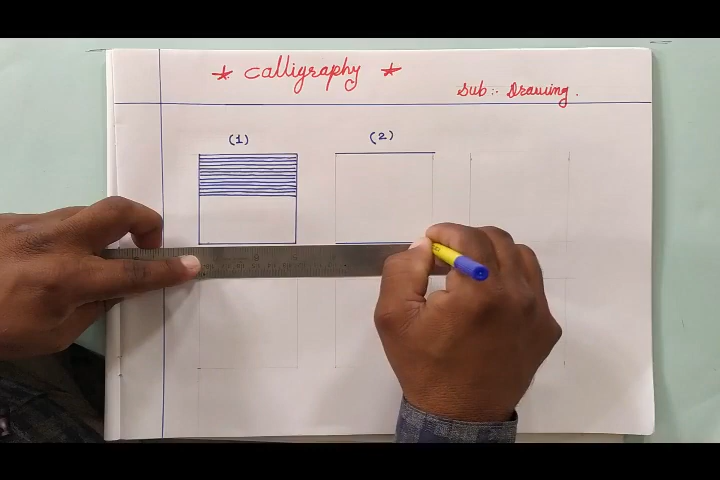 ★ Calligraphy ★
Sub:- Drawing.
(1) (2)